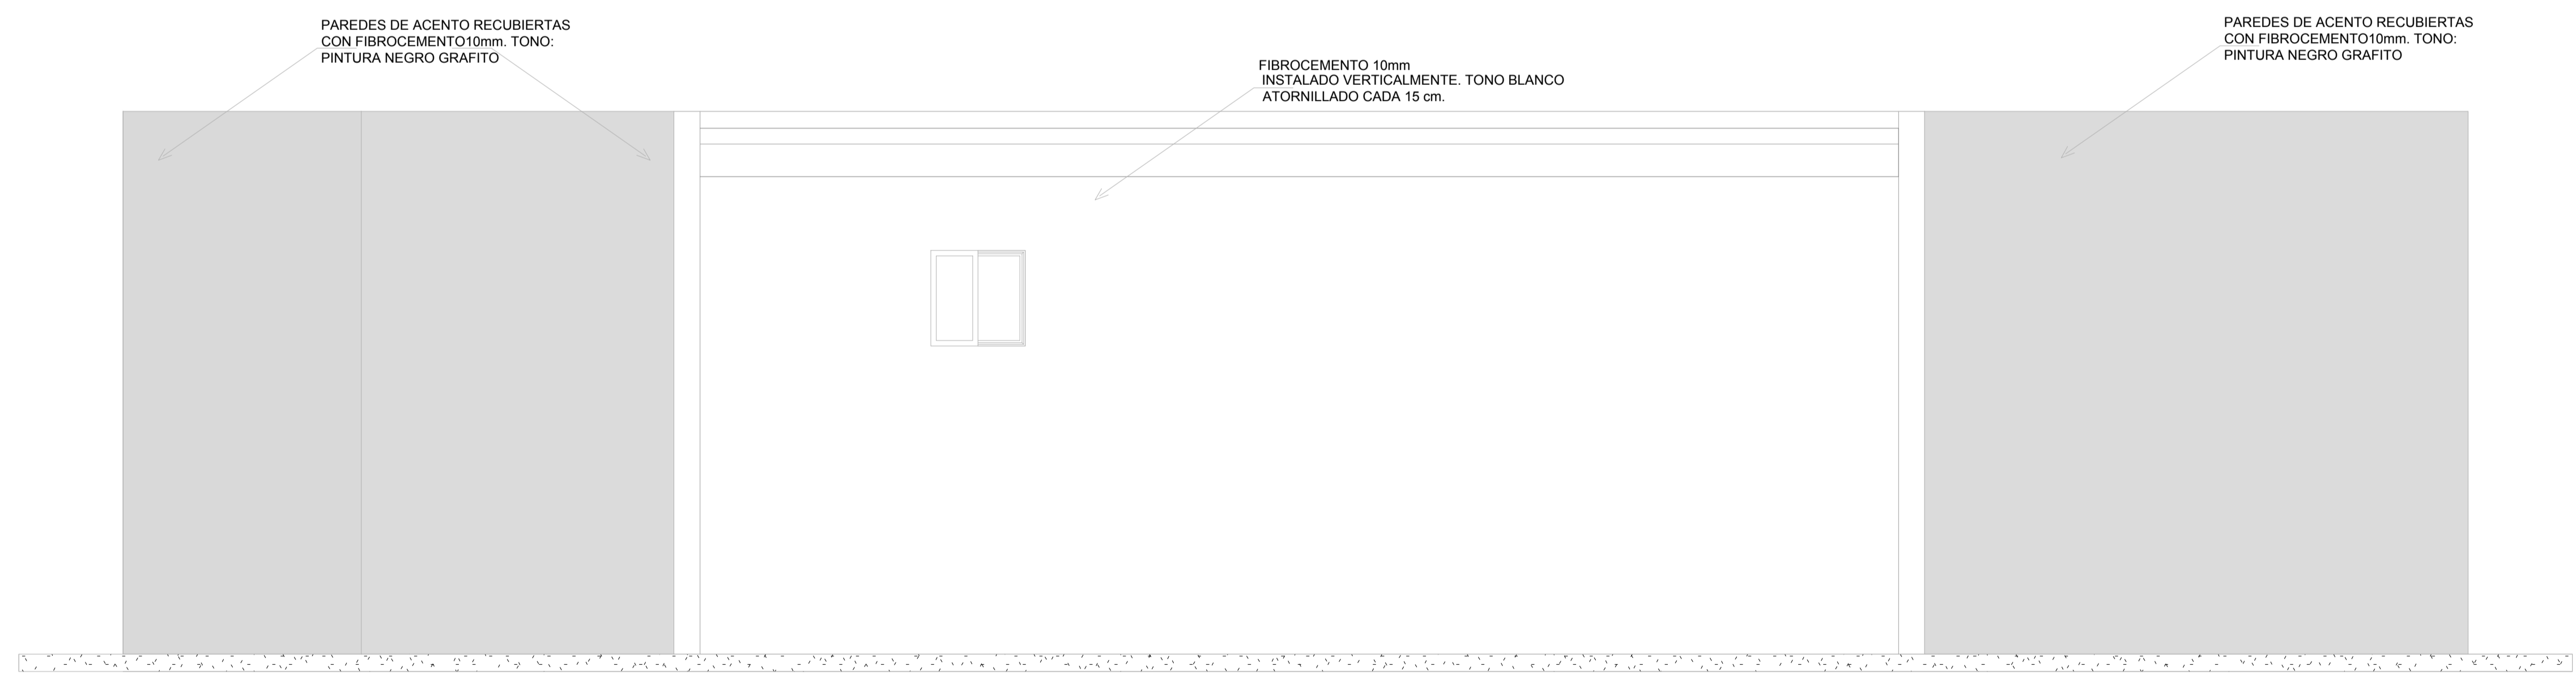 PAREDES DE ACENTO RECUBIERTAS
CON FIBROCEMENTO10mm. TONO:
PINTURA NEGRO GRAFITO
FIBROCEMENTO 10mm
INSTALADO VERTICALMENTE. TONO BLANCO
ATORNILLADO CADA 15 cm.
PAREDES DE ACENTO RECUBIERTAS
CON FIBROCEMENTO10mm. TONO:
PINTURA NEGRO GRAFITO